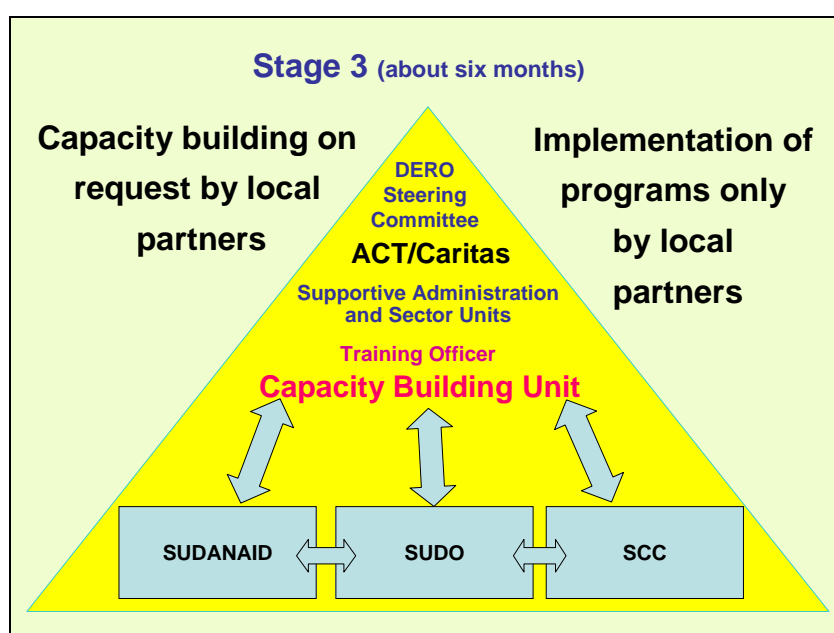 Stage 3 (about six months)
Capacity building on
request by local
partners
Implementation of
programs only
by local
partners
DERO
Steering
Committee
ACT/Caritas
Supportive Administration
and Sector Units
Training Officer
Capacity Building Unit
SUDANAID
SUDO
SCC